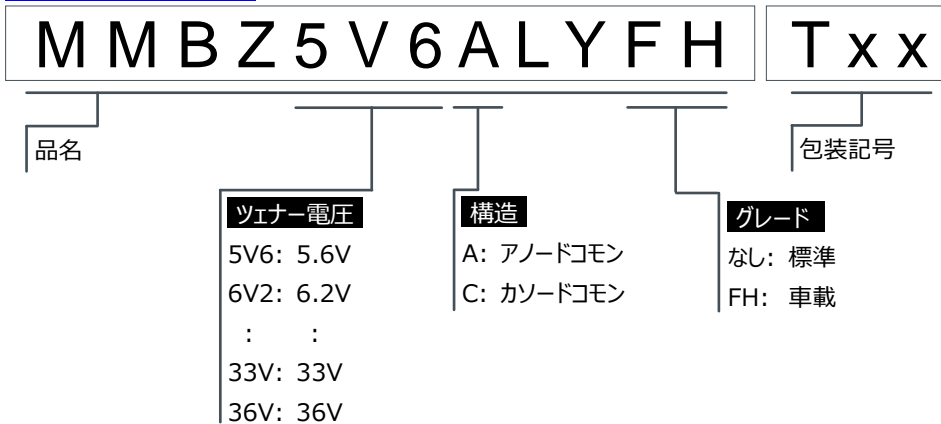 MMBZ5V6ALYFH Txx
品名
包装記号
ツェナー電圧
5V6: 5.6V
6V2: 6.2V
: :
33V: 33V
36V: 36V
構造
A: アノードコモン
C: カソードコモン
グレード
なし: 標準
FH: 車載